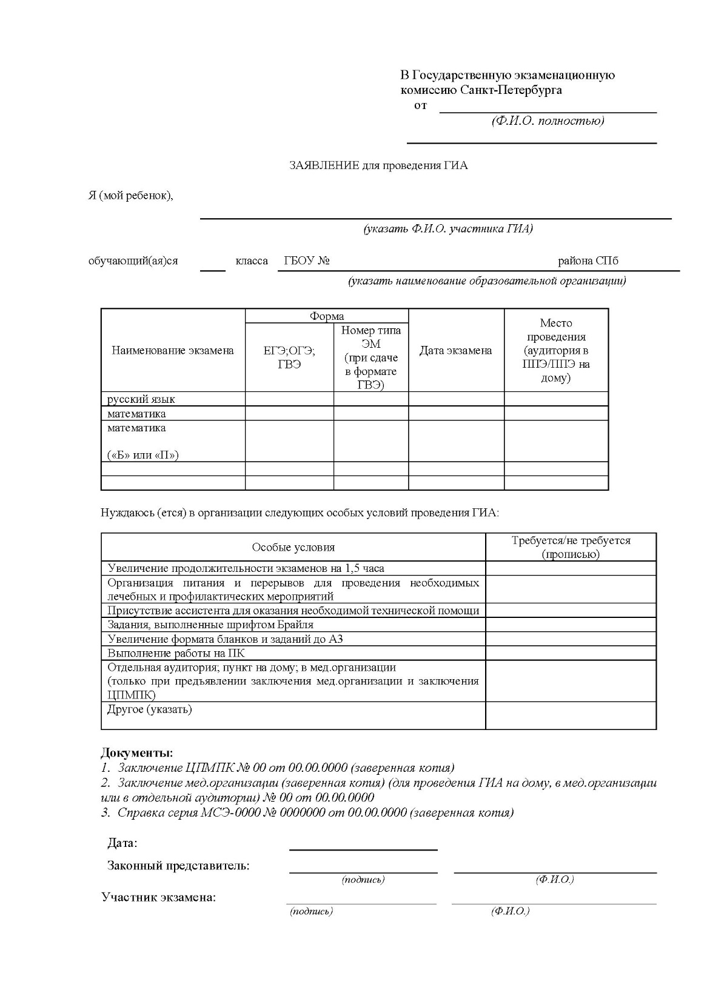 В Государственную экзаменационную
комиссию Санкт-Петербурга
от
(Ф.И.О. полностью)
ЗАЯВЛЕНИЕ для проведения ГИА
Я (мой ребенок),
(указать Ф.И.О. участника ГИА)
обучающий(ая)ся класса ГБОУ № района СПб
(указать наименование образовательной организации)
Наименование экзамена
Форма
ЕГЭ;ОГЭ;
ГВЭ
Номер типа
ЭМ
(при сдаче
в формате
ГВЭ)
Дата экзамена
Место
проведения
(аудитория в
ППЭ/ППЭ на
дому)
русский язык
математика
математика
(«Б» или «П»)
Нуждаюсь (ется) в организации следующих особых условий проведения ГИА:
Особые условия
Требуется/не требуется
(прописью)
Увеличение продолжительности экзаменов на 1,5 часа
Организация питания и перерывов для проведения необходимых
лечебных и профилактических мероприятий
Присутствие ассистента для оказания необходимой технической помощи
Задания, выполненные шрифтом Брайля
Увеличение формата бланков и заданий до А3
Выполнение работы на ПК
Отдельная аудитория; пункт на дому; в мед.организации
(только при предъявлении заключения мед.организации и заключения
ЦПМПК)
Другое (указать)
Документы:
1. Заключение ЦПМПК № 00 от 00.00.0000 (заверенная копия)
2. Заключение мед.организации (заверенная копия) (для проведения ГИА на дому, в мед.организации
или в отдельной аудитории) № 00 от 00.00.0000
3. Справка серия МСЭ-0000 № 0000000 от 00.00.0000 (заверенная копия)
Дата:
Законный представитель:
(подпись) (Ф.И.О.)
Участник экзамена:
(подпись) (Ф.И.О.)